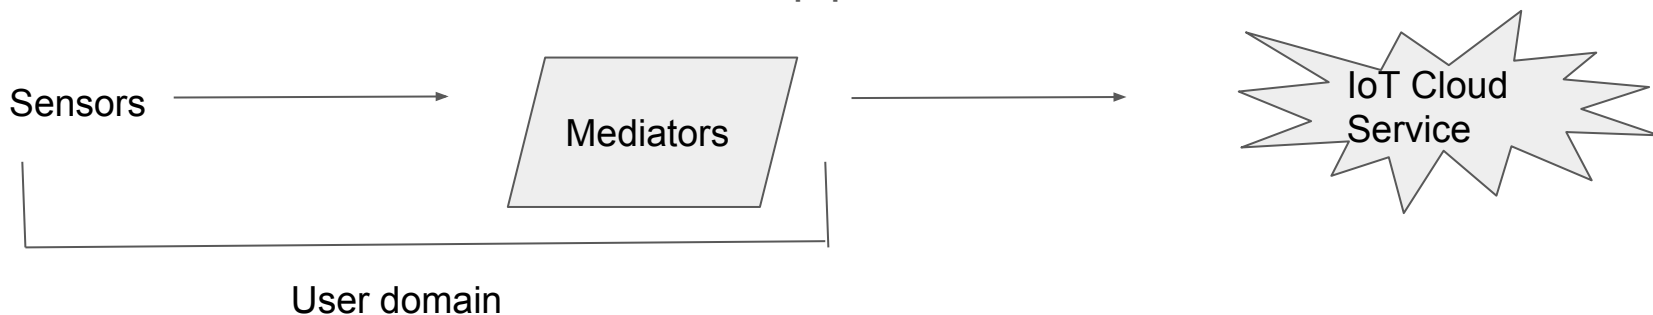 Sensors
Mediators
IoT Cloud
Service
User domain